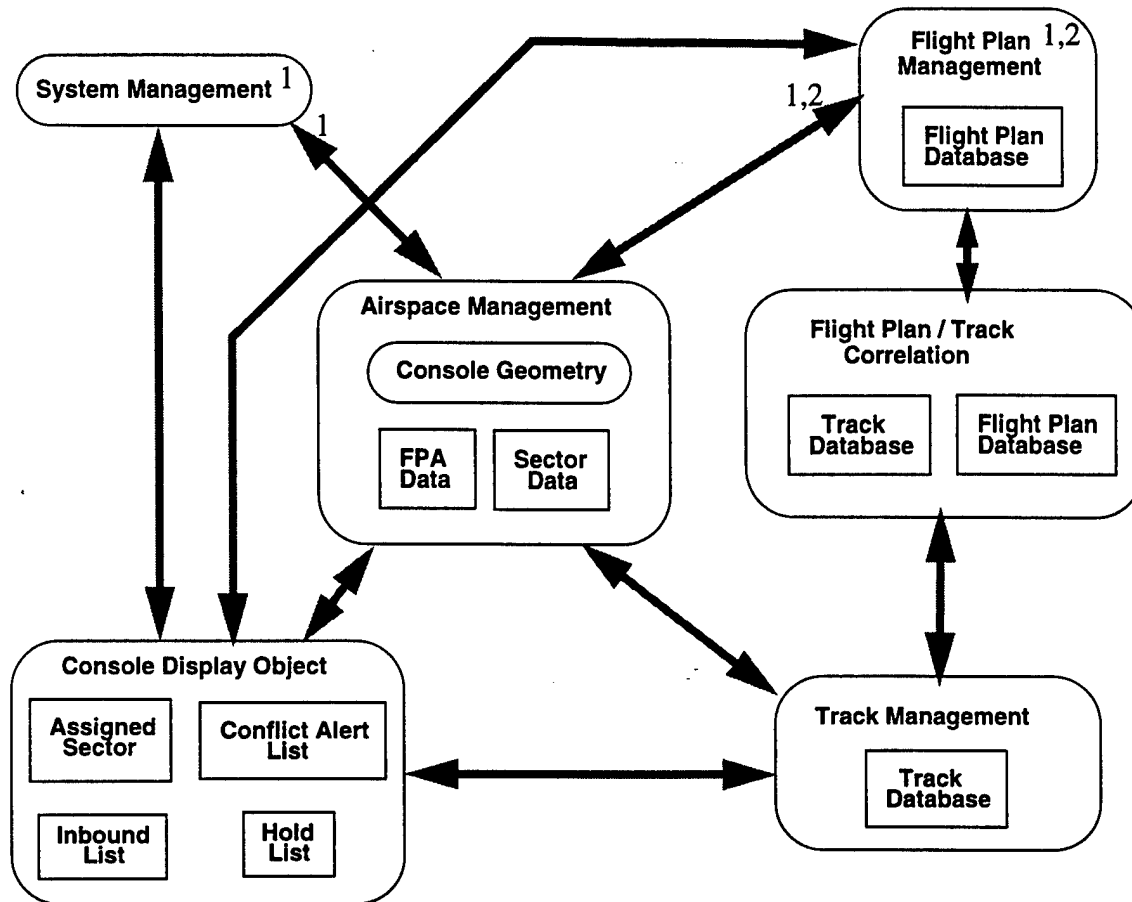 Flight Plan 1,2
Management
Flight Plan
Database
System Management 1
1
1,2
Airspace Management
Console Geometry
FPA
Data
Sector
Data
Flight Plan / Track
Correlation
Track
Database
Flight Plan
Database
Console Display Object
Assigned
Sector
Conflict Alert
List
Inbound
List
Hold
List
Track Management
Track
Database